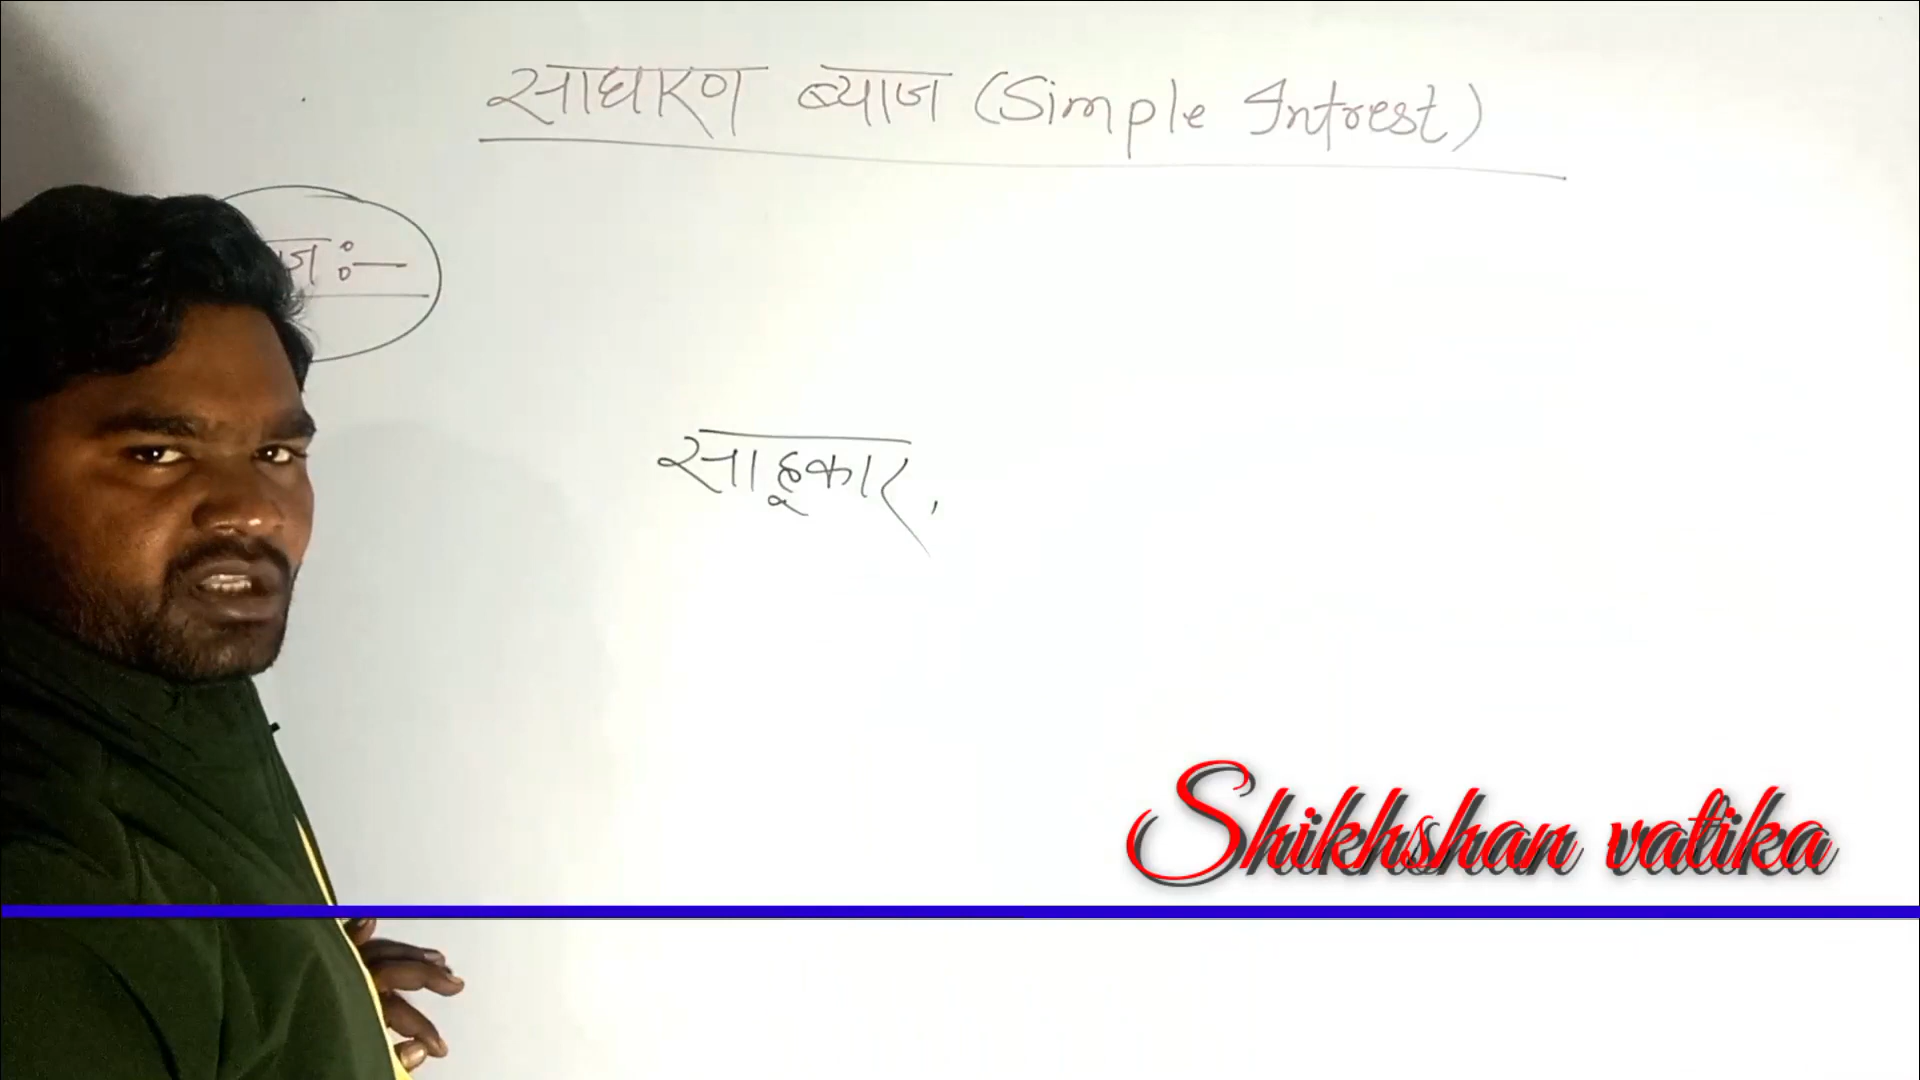 साधारण ब्याज (Simple Intrest)
ज :-
साहूकार,
Shikhshan vatika